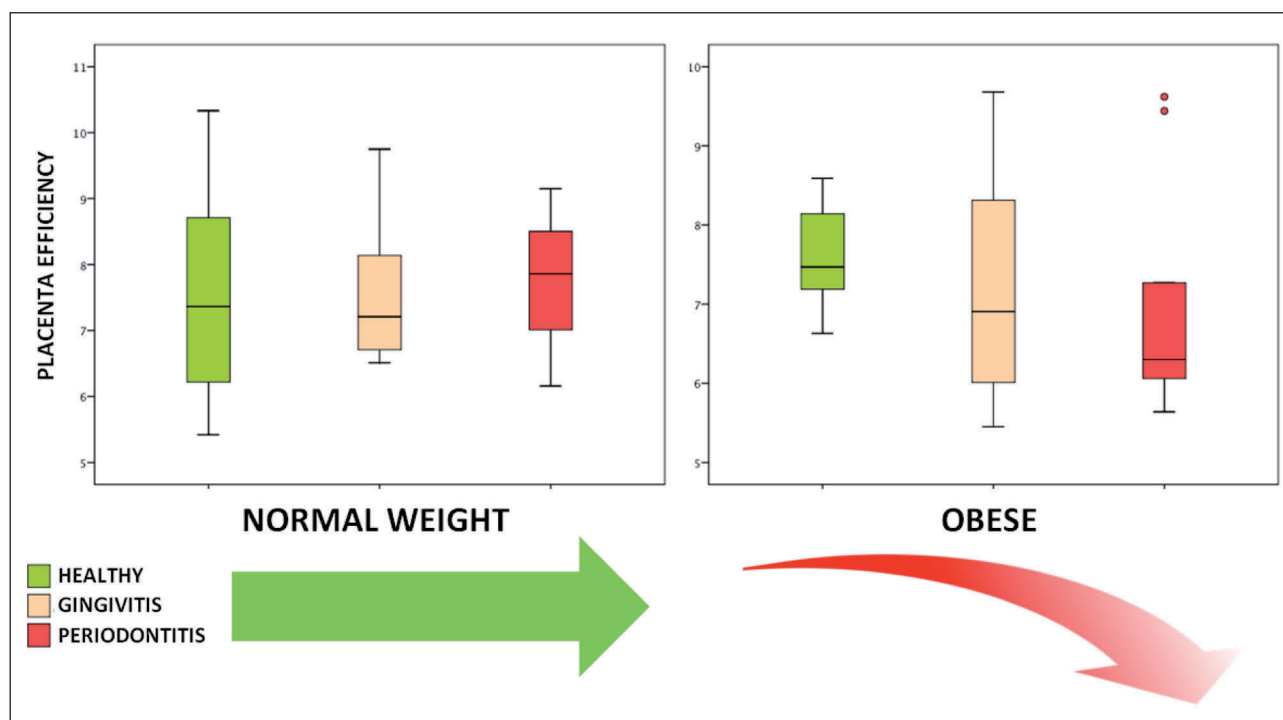 PLACENTA EFFICIENCY
11
10
9
8
7
6
5
10
9
8
7
6
5
NORMAL WEIGHT
OBESE
HEALTHY
GINGIVITIS
PERIODONTITIS